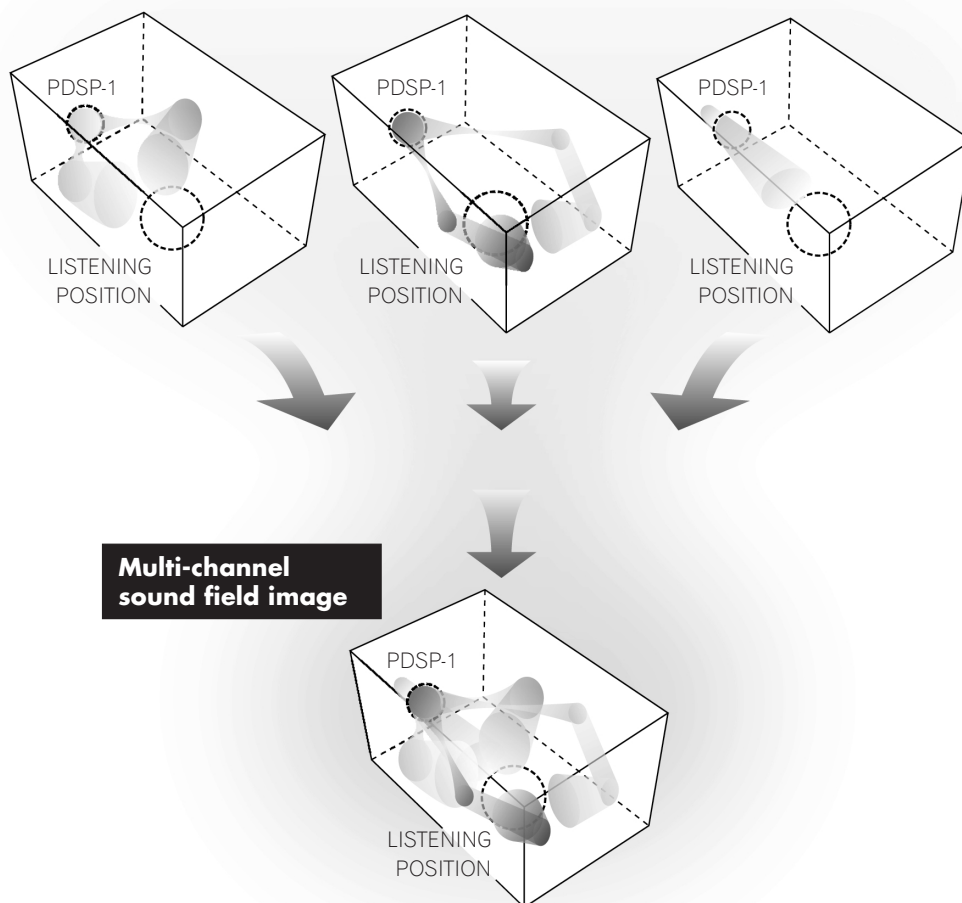 PDSP-1
PDSP-1
PDSP-1
LISTENING
POSITION
LISTENING
POSITION
LISTENING
POSITION
Multi-channel
sound field image
PDSP-1
LISTENING
POSITION